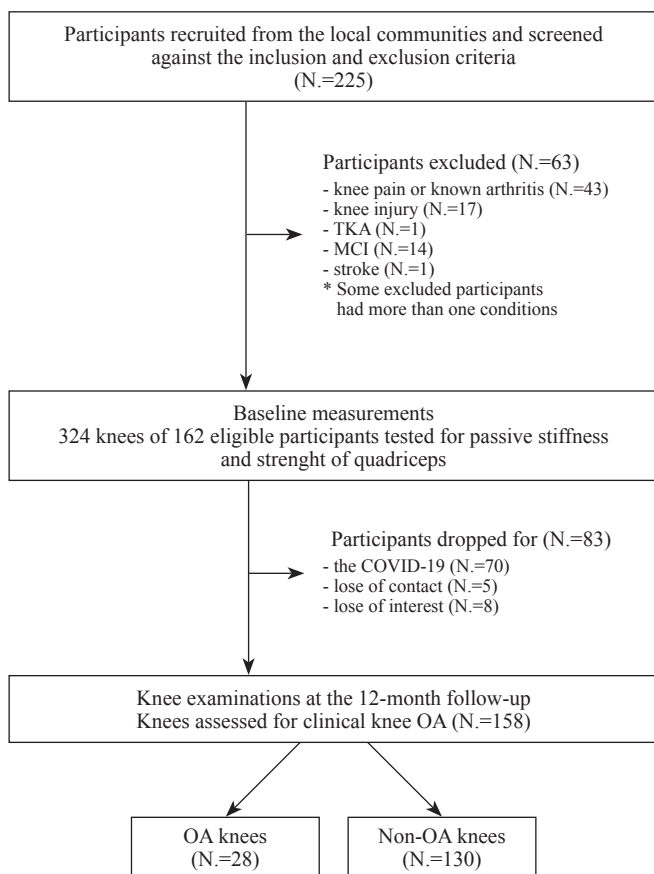 Participants recruited from the local communities and screened
against the inclusion and exclusion criteria
(N.=225)
Participants excluded (N.=63)
- knee pain or known arthritis (N.=43)
- knee injury (N.=17)
- TKA (N.=1)
- MCI (N.=14)
- stroke (N.=1)
* Some excluded participants
had more than one conditions
Baseline measurements
324 knees of 162 eligible participants tested for passive stiffness
and strenght of quadriceps
Participants dropped for (N.=83)
- the COVID-19 (N.=70)
- lose of contact (N.=5)
- lose of interest (N.=8)
Knee examinations at the 12-month follow-up
Knees assessed for clinical knee OA (N.=158)
OA knees
(N.=28)
Non-OA knees
(N.=130)